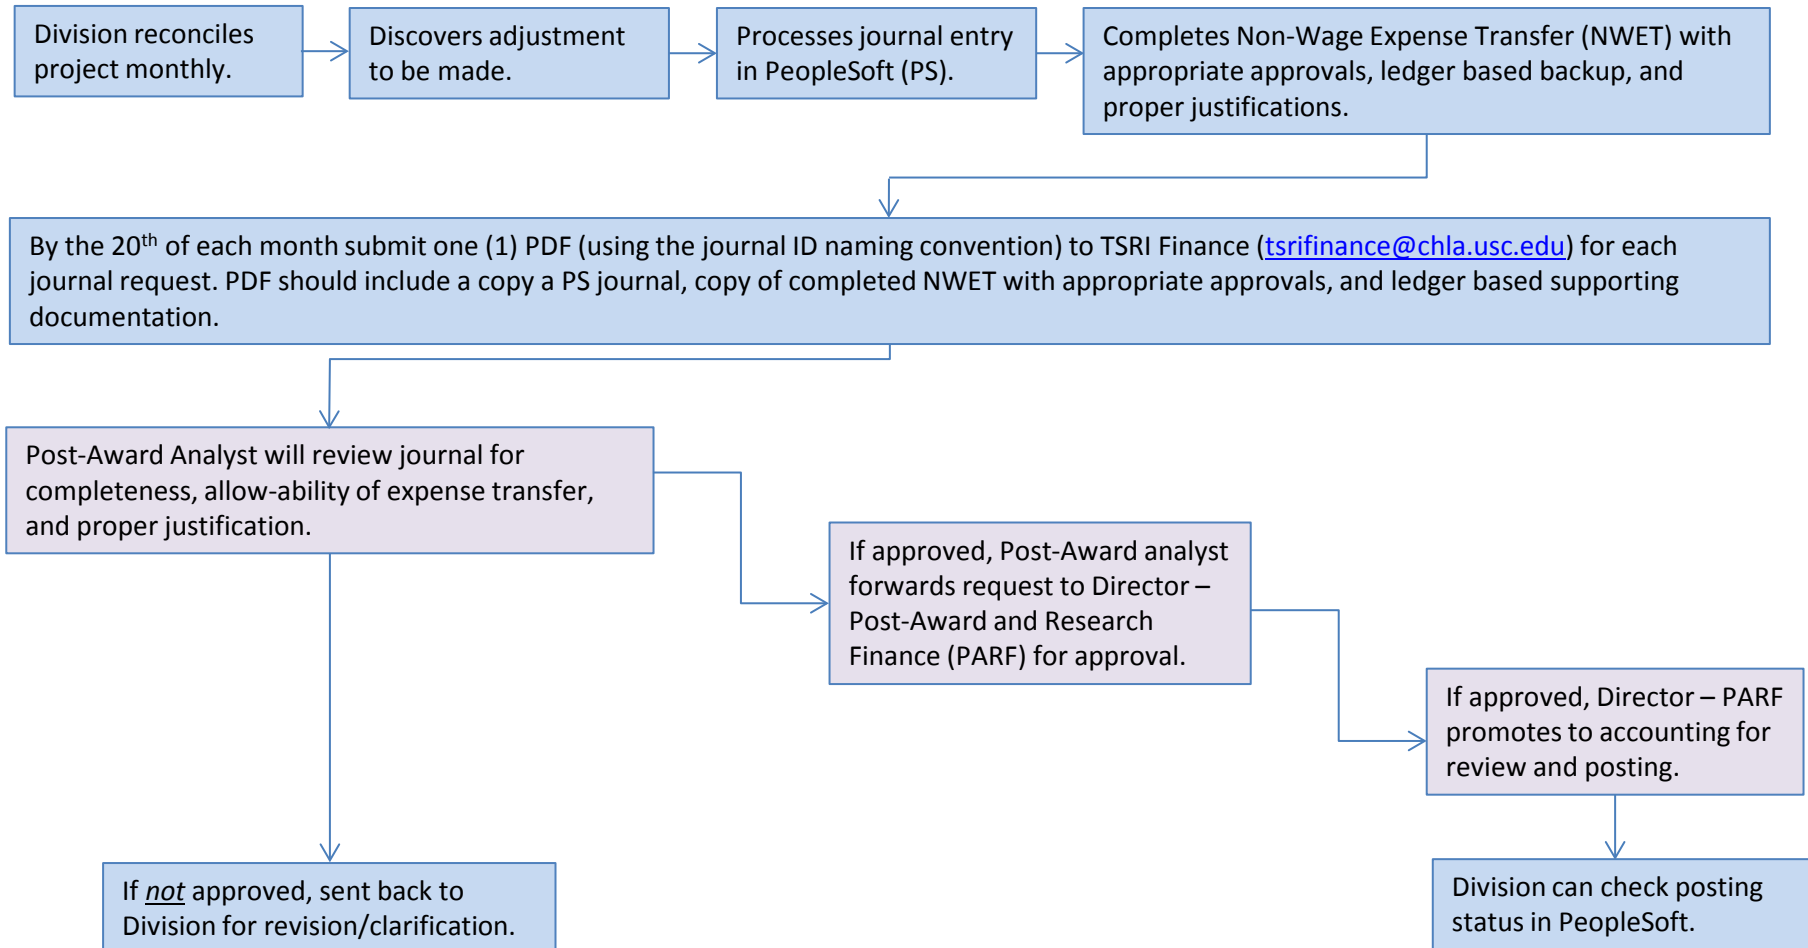 Division reconciles
project monthly.
Discovers adjustment
to be made.
Processes journal entry
in PeopleSoft (PS).
Completes Non-Wage Expense Transfer (NWET) with
appropriate approvals, ledger based backup, and
proper justifications.
By the 20th of each month submit one (1) PDF (using the journal ID naming convention) to TSRI Finance (tsrifinance@chla.usc.edu) for each
journal request. PDF should include a copy a PS journal, copy of completed NWET with appropriate approvals, and ledger based supporting
documentation.
Post-Award Analyst will review journal for
completeness, allow-ability of expense transfer,
and proper justification.
If approved, Post-Award analyst
forwards request to Director –
Post-Award and Research
Finance (PARF) for approval.
If approved, Director – PARF
promotes to accounting for
review and posting.
If not approved, sent back to
Division for revision/clarification.
Division can check posting
status in PeopleSoft.